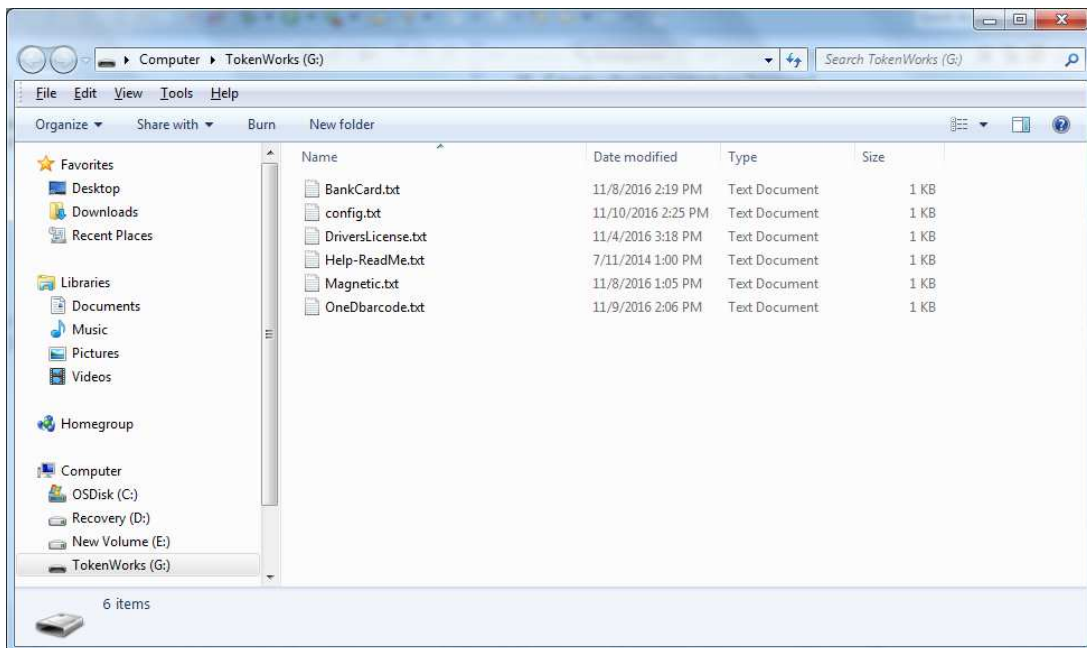 Computer ▸ TokenWorks (G:)
Search TokenWorks (G:)
File Edit View Tools Help
Organize Share with Burn New folder
Favorites
Desktop
Downloads
Recent Places
Libraries
Documents
Music
Pictures
Videos
Homegroup
Computer
OSDisk (C:)
Recovery (D:)
New Volume (E:)
TokenWorks (G:)
Name Date modified Type Size
BankCard.txt 11/8/2016 2:19 PM Text Document 1 KB
config.txt 11/10/2016 2:25 PM Text Document 1 KB
DriversLicense.txt 11/4/2016 3:18 PM Text Document 1 KB
Help-ReadMe.txt 7/11/2014 1:00 PM Text Document 1 KB
Magnetic.txt 11/8/2016 1:05 PM Text Document 1 KB
OneDbarcode.txt 11/9/2016 2:06 PM Text Document 1 KB
6 items